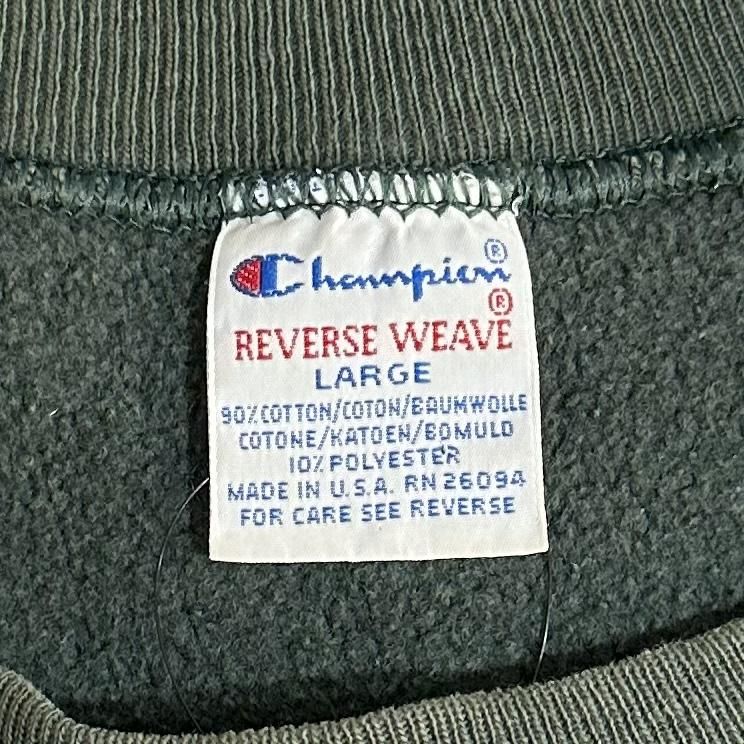 Champion®
REVERSE WEAVE®
LARGE
90% COTTON/COTON/BAUMWOLLE
COTONE/KATOEN/BOMULD
10% POLYESTER
MADE IN U.S.A. RN 26094
FOR CARE SEE REVERSE